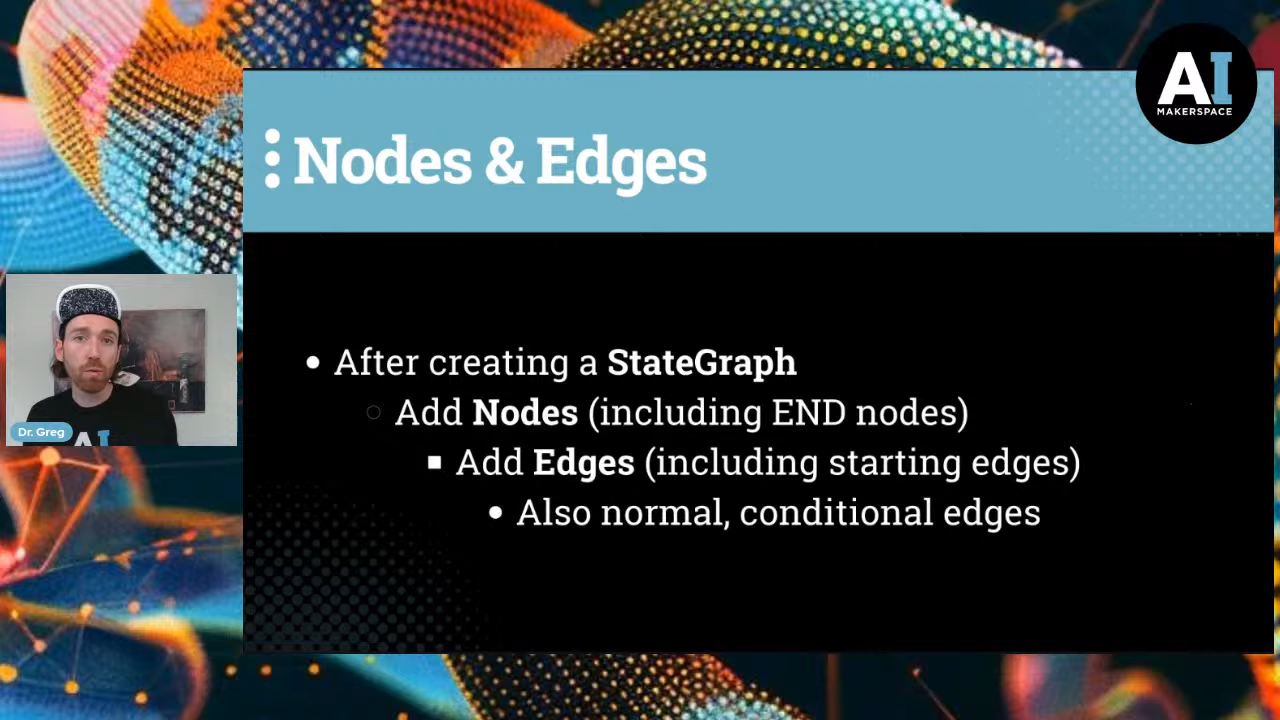 AI
MAKERSPACE
Nodes & Edges
After creating a StateGraph
Add Nodes (including END nodes)
Add Edges (including starting edges)
Also normal, conditional edges
Dr. Greg
AI